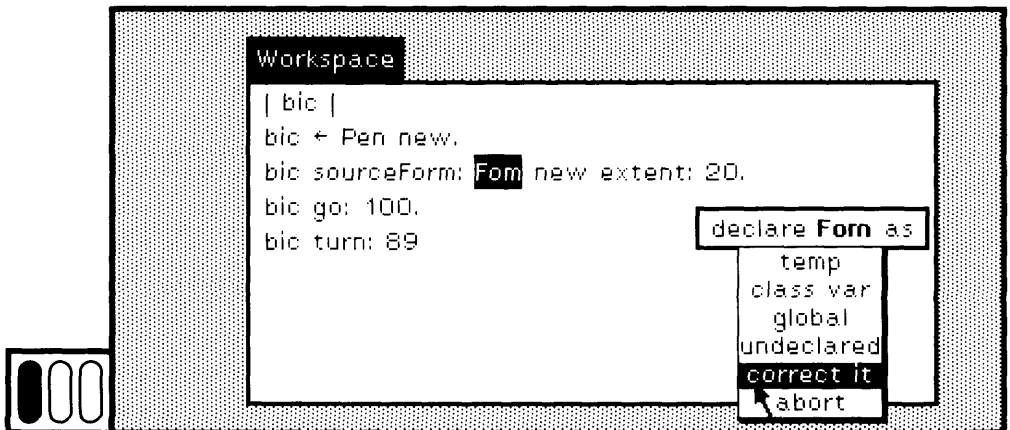 Workspace
| bic |
bic ← Pen new.
bic sourceForm: Fom new extent: 20.
bic go: 100.
bic turn: 89
declare Fom as
temp
class var
global
undeclared
correct it
abort